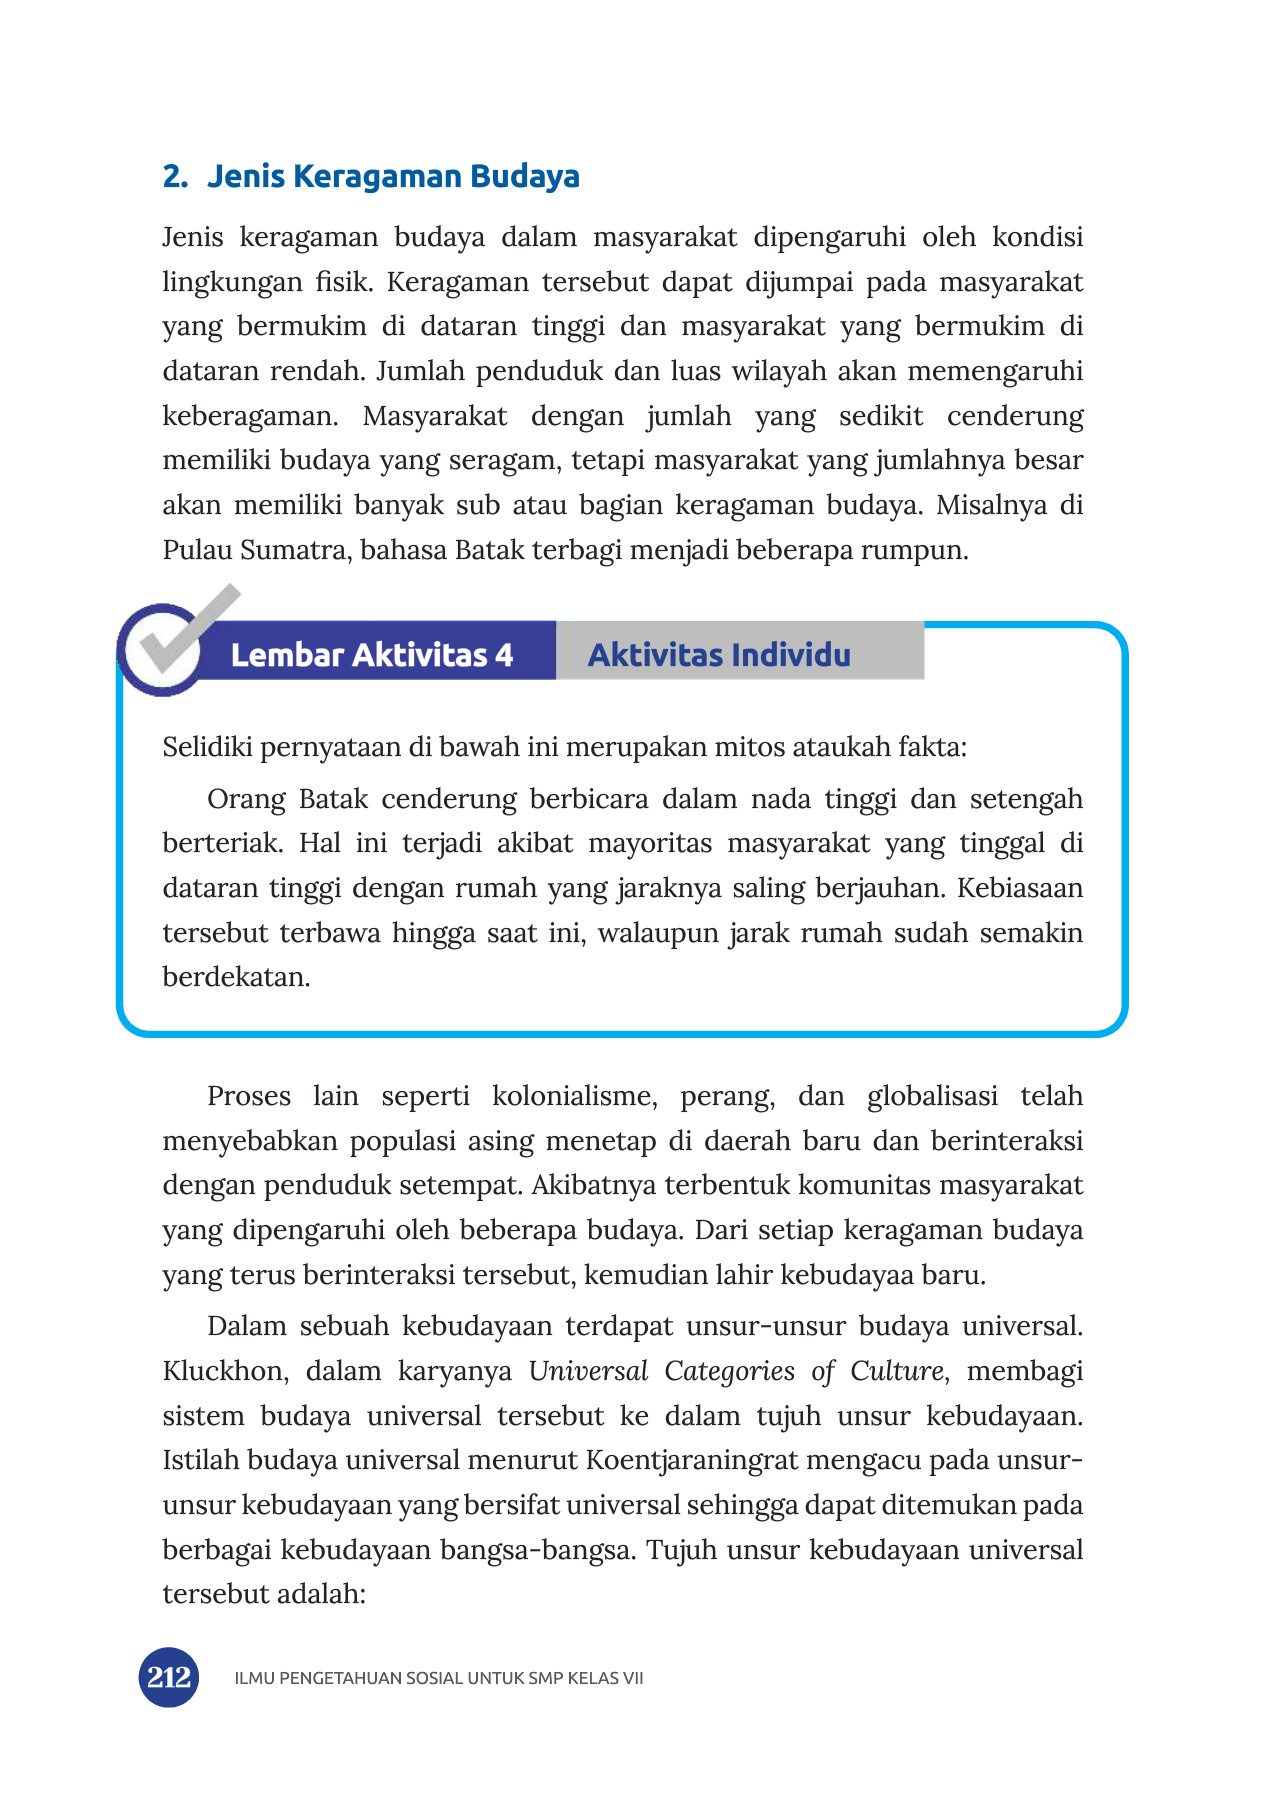 2. Jenis Keragaman Budaya
Jenis keragaman budaya dalam masyarakat dipengaruhi oleh kondisi
lingkungan fisik. Keragaman tersebut dapat dijumpai pada masyarakat
yang bermukim di dataran tinggi dan masyarakat yang bermukim di
dataran rendah. Jumlah penduduk dan luas wilayah akan memengaruhi
keberagaman. Masyarakat dengan jumlah yang sedikit cenderung
memiliki budaya yang seragam, tetapi masyarakat yang jumlahnya besar
akan memiliki banyak sub atau bagian keragaman budaya. Misalnya di
Pulau Sumatra, bahasa Batak terbagi menjadi beberapa rumpun.
Lembar Aktivitas 4 Aktivitas Individu
Selidiki pernyataan di bawah ini merupakan mitos ataukah fakta:
Orang Batak cenderung berbicara dalam nada tinggi dan setengah
berteriak. Hal ini terjadi akibat mayoritas masyarakat yang tinggal di
dataran tinggi dengan rumah yang jaraknya saling berjauhan. Kebiasaan
tersebut terbawa hingga saat ini, walaupun jarak rumah sudah semakin
berdekatan.
Proses lain seperti kolonialisme, perang, dan globalisasi telah
menyebabkan populasi asing menetap di daerah baru dan berinteraksi
dengan penduduk setempat. Akibatnya terbentuk komunitas masyarakat
yang dipengaruhi oleh beberapa budaya. Dari setiap keragaman budaya
yang terus berinteraksi tersebut, kemudian lahir kebudayaa baru.
Dalam sebuah kebudayaan terdapat unsur-unsur budaya universal.
Kluckhon, dalam karyanya Universal Categories of Culture, membagi
sistem budaya universal tersebut ke dalam tujuh unsur kebudayaan.
Istilah budaya universal menurut Koentjaraningrat mengacu pada unsur-
unsur kebudayaan yang bersifat universal sehingga dapat ditemukan pada
berbagai kebudayaan bangsa-bangsa. Tujuh unsur kebudayaan universal
tersebut adalah:
212 ILMU PENGETAHUAN SOSIAL UNTUK SMP KELAS VII